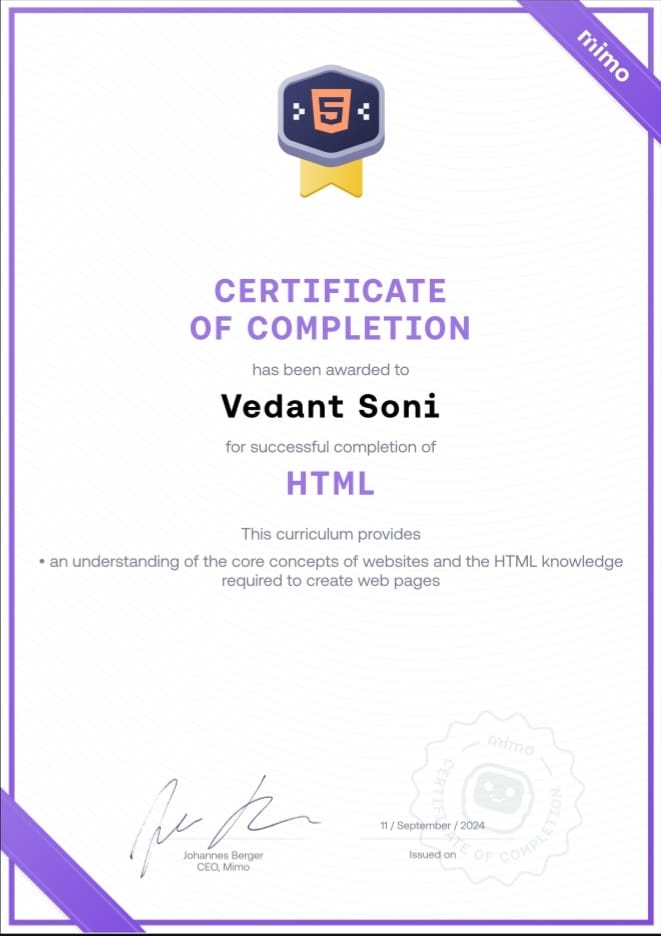 mimo
5
CERTIFICATE
OF COMPLETION
has been awarded to
Vedant Soni
for successful completion of
HTML
This curriculum provides
• an understanding of the core concepts of websites and the HTML knowledge
required to create web pages
mimo
CERTIFICATE OF COMPLETION
11 / September / 2024
Johannes Berger
CEO, Mimo
Issued on